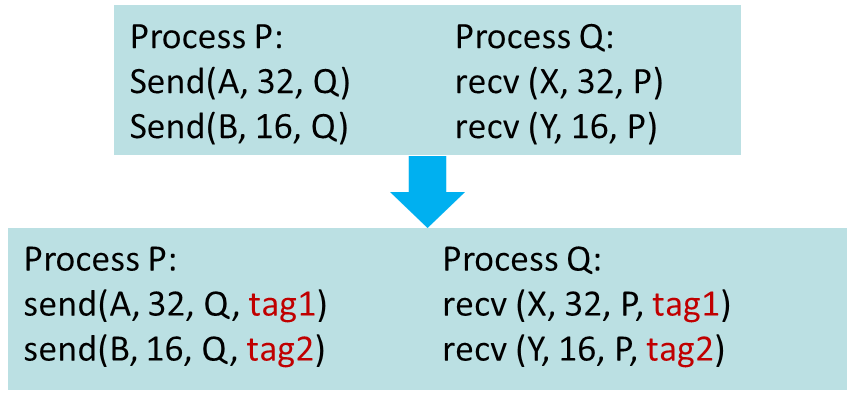 Process P:
Send(A, 32, Q)
Send(B, 16, Q)
Process Q:
recv (X, 32, P)
recv (Y, 16, P)
Process P:
send(A, 32, Q, tag1)
send(B, 16, Q, tag2)
Process Q:
recv (X, 32, P, tag1)
recv (Y, 16, P, tag2)